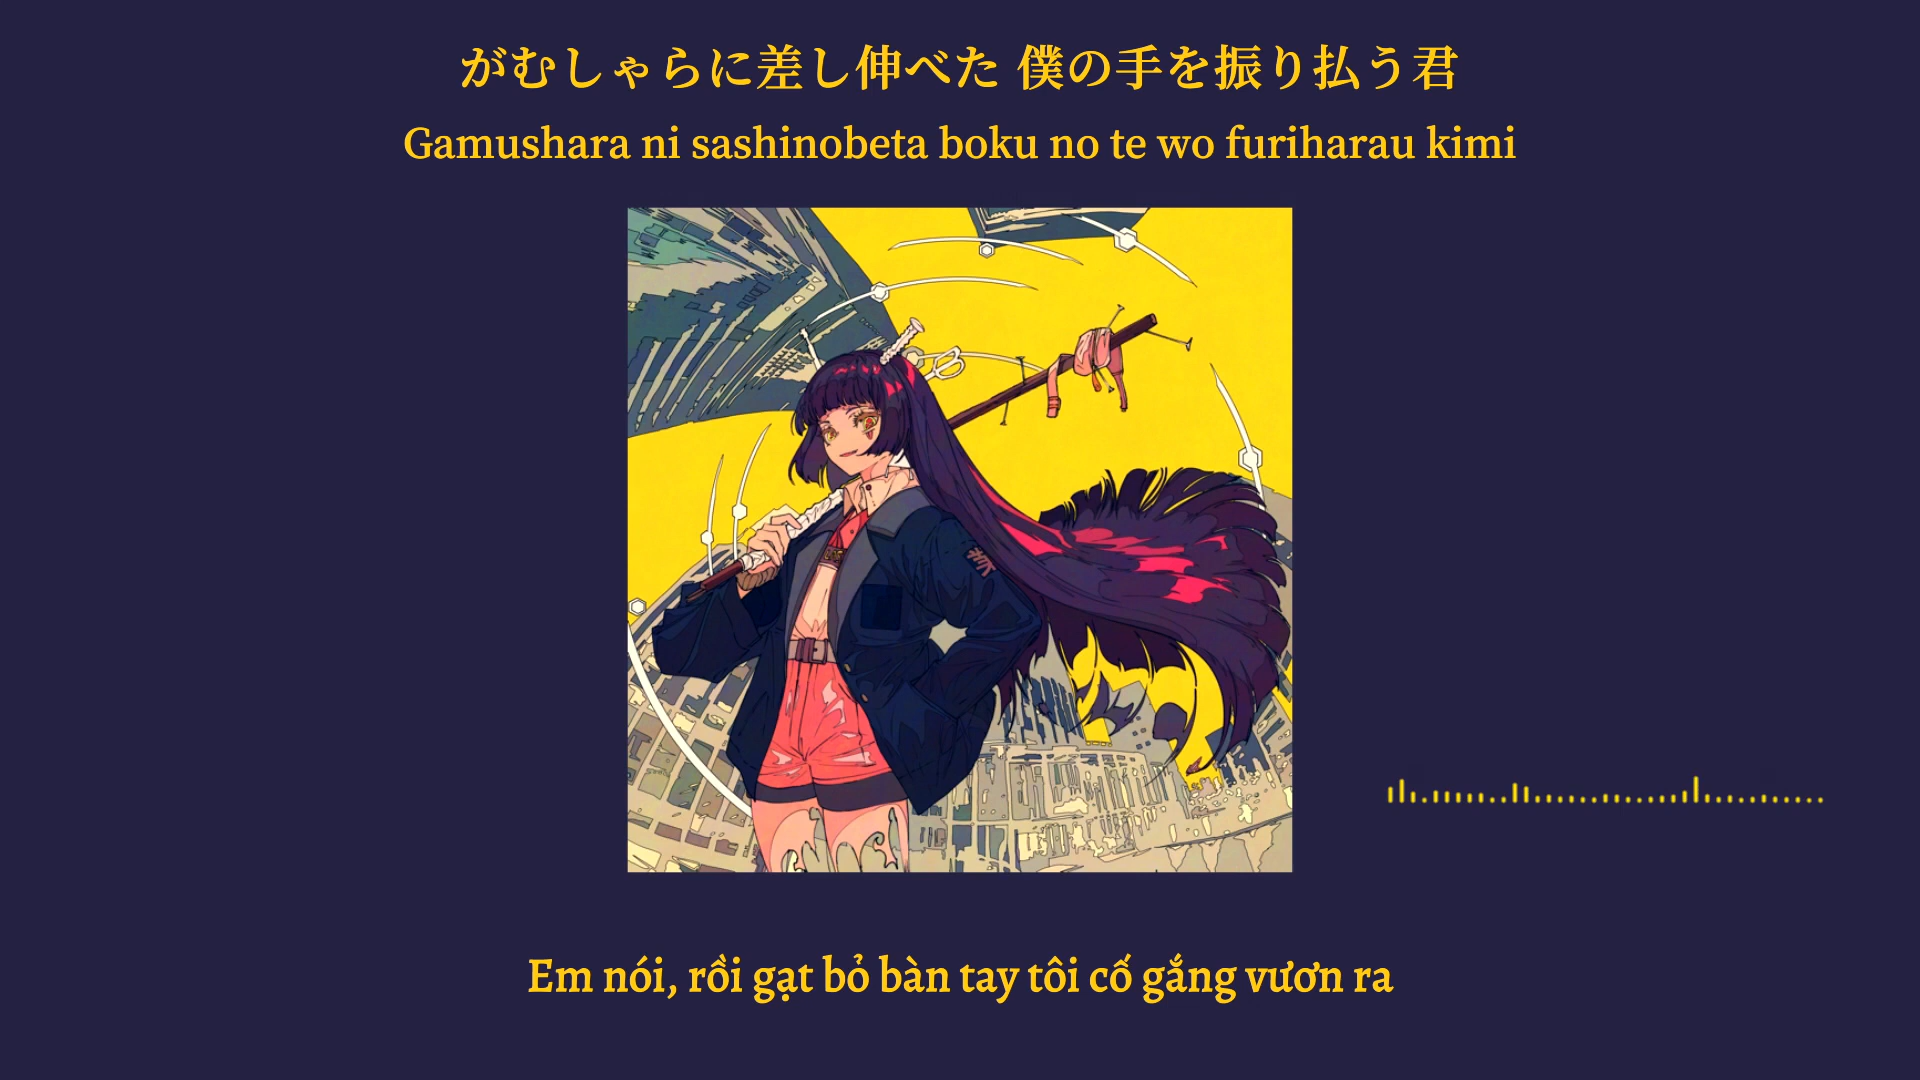 がむしゃらに差し伸べた 僕の手を振り払う君
Gamushara ni sashinobeta boku no te wo furiharau kimi
Em nói, rồi gạt bỏ bàn tay tôi cố gắng vươn ra